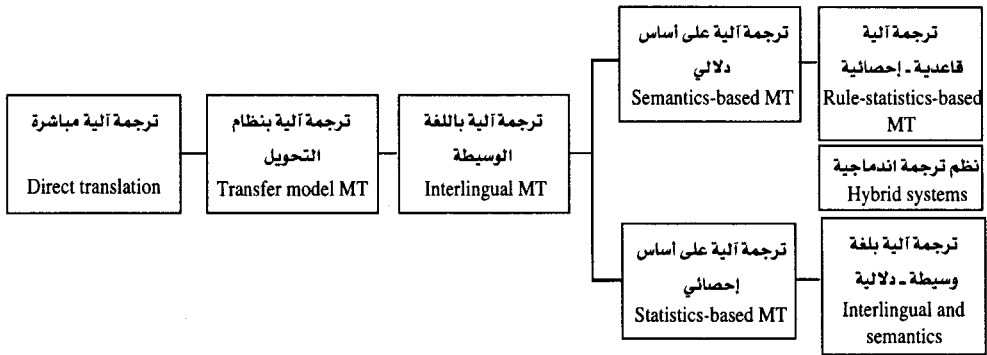 ترجمة آلية مباشرة
Direct translation
ترجمة آلية بنظام
التحويل
Transfer model MT
ترجمة آلية باللغة
الوسيطة
Interlingual MT
ترجمة آلية على أساس
دلالي
Semantics-based MT
ترجمة آلية
قاعدية ـ إحصائية
Rule-statistics-based
MT
نظم ترجمة اندماجية
Hybrid systems
ترجمة آلية على أساس
إحصائي
Statistics-based MT
ترجمة آلية بلغة
وسيطة ـ دلالية
Interlingual and
semantics